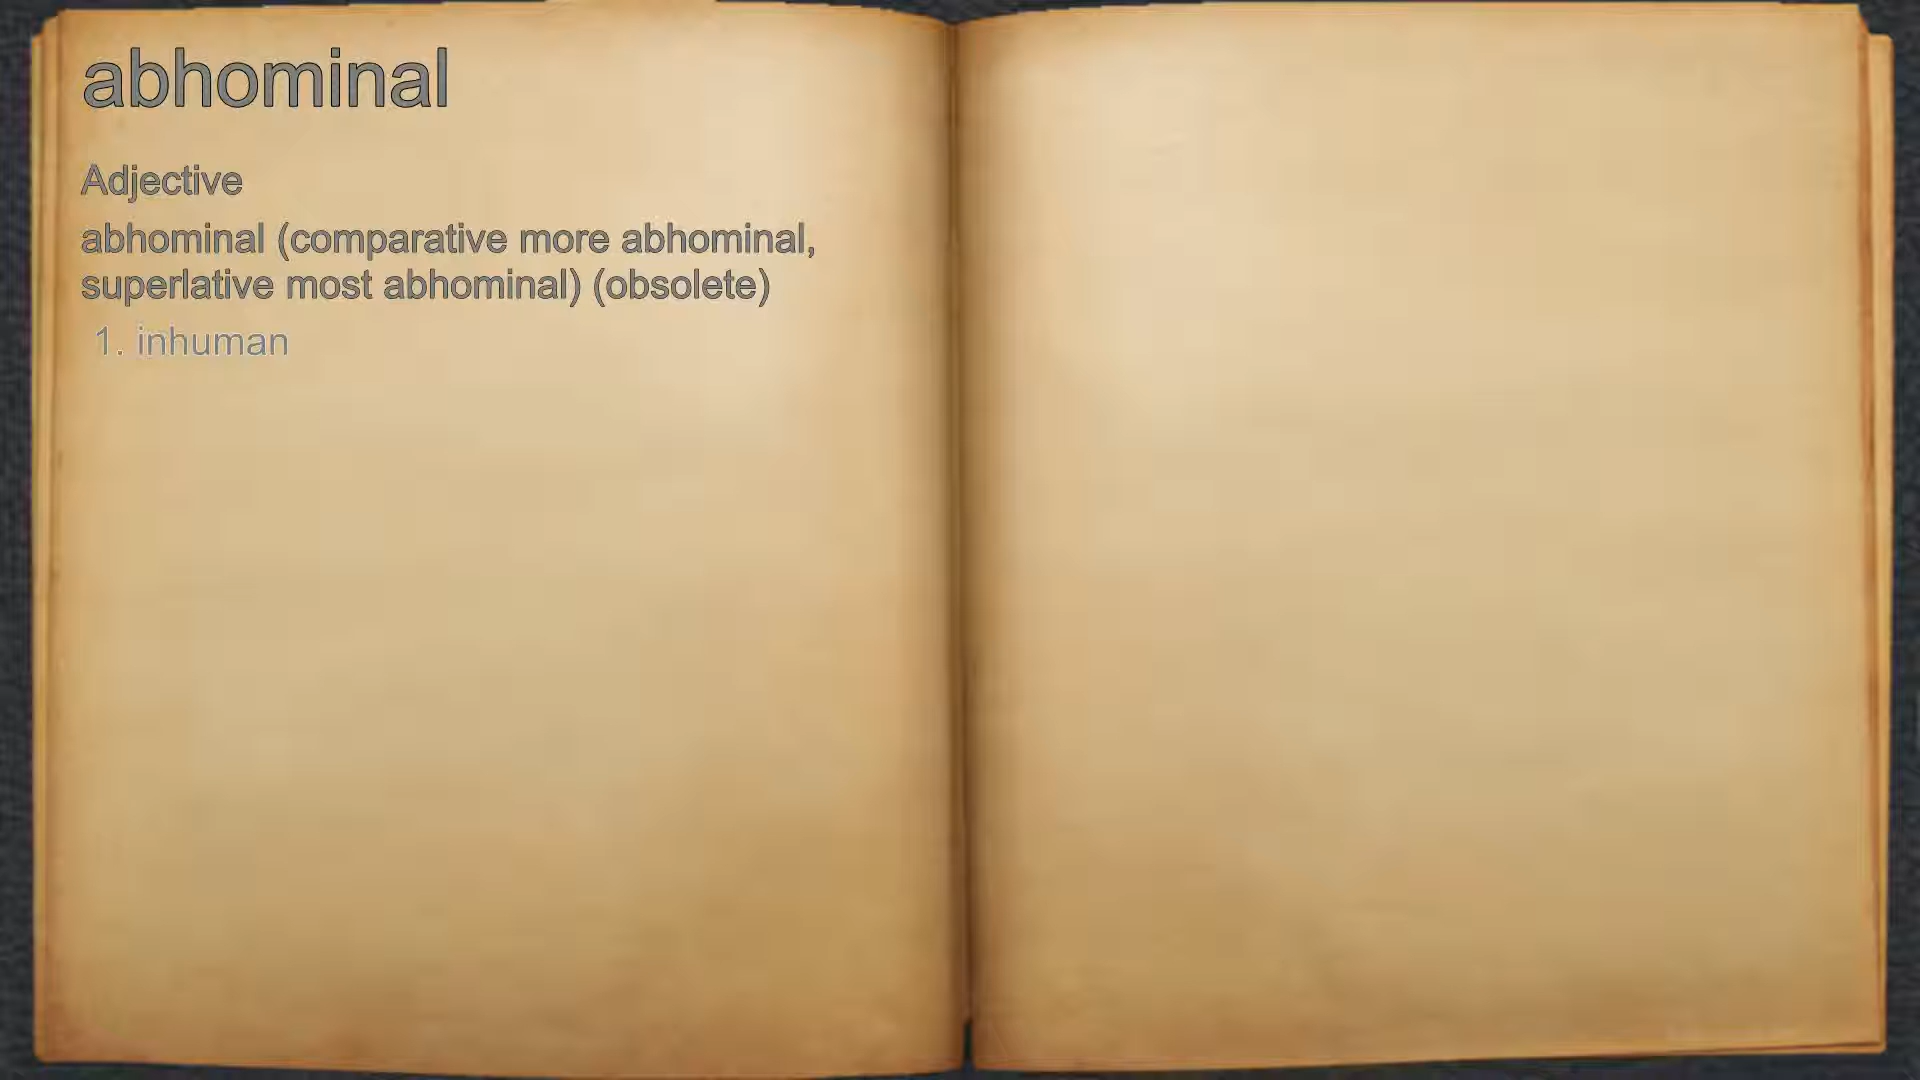 abhominal
Adjective
abhominal (comparative more abhominal,
superlative most abhominal) (obsolete)
1. inhuman